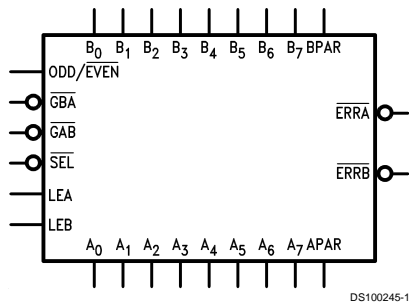 B0 B1 B2 B3 B4 B5 B6 B7 BPAR
ODD/EVEN
GBA
ERRA
GAB
SEL
ERRB
LEA
LEB
A0 A1 A2 A3 A4 A5 A6 A7 APAR
DS100245-1